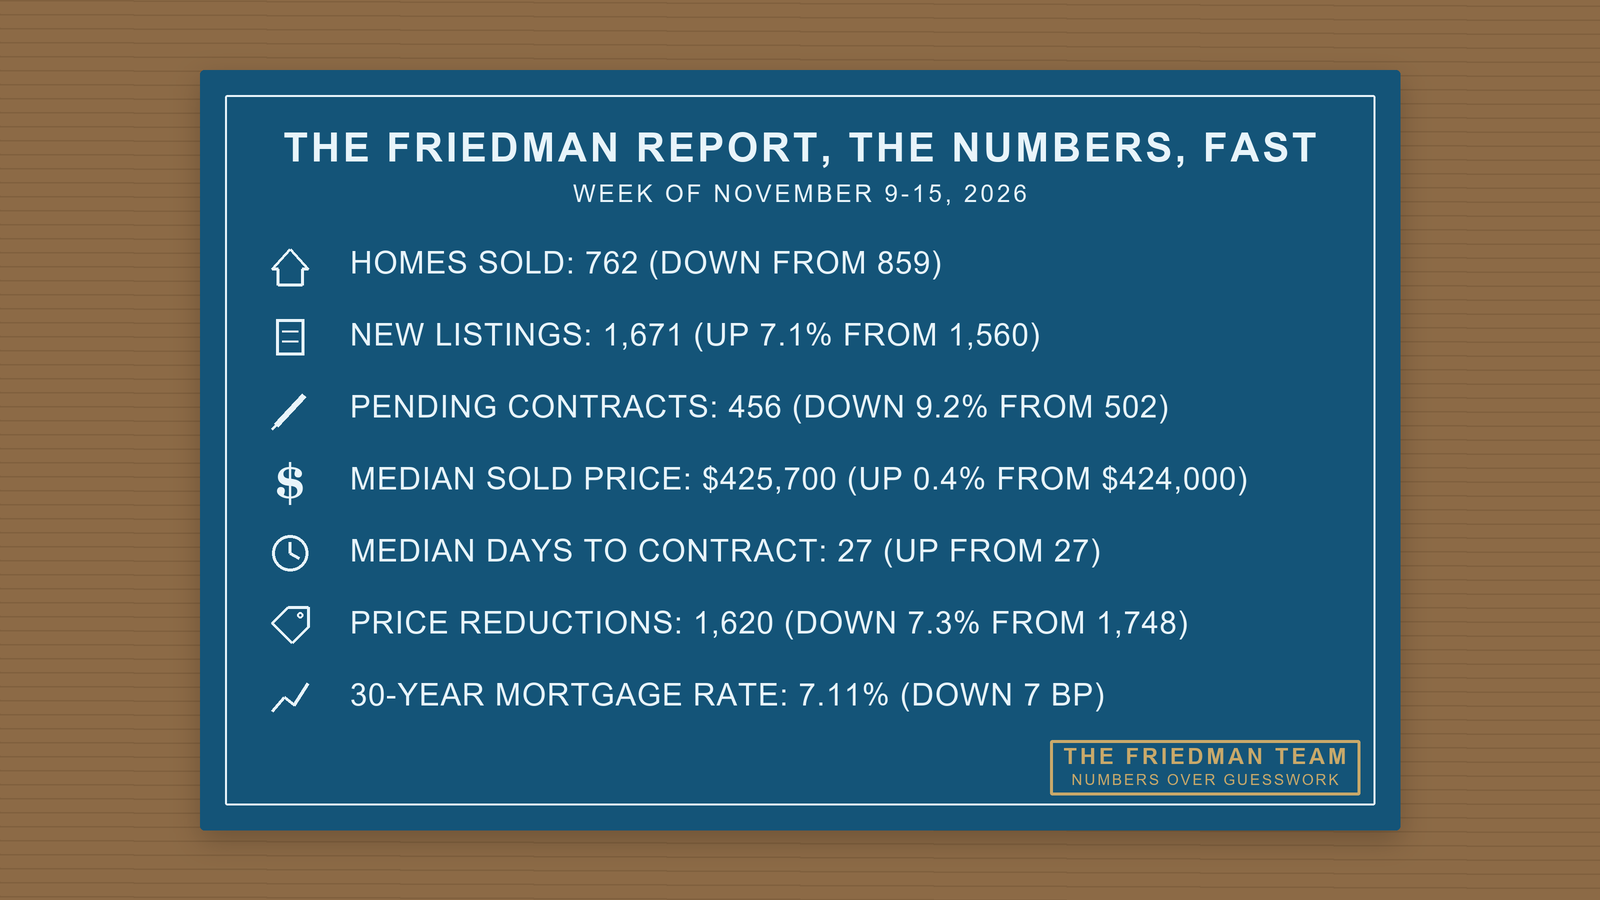 THE FRIEDMAN REPORT, THE NUMBERS, FAST
WEEK OF NOVEMBER 9-15, 2026
HOMES SOLD: 762 (DOWN FROM 859)
NEW LISTINGS: 1,671 (UP 7.1% FROM 1,560)
PENDING CONTRACTS: 456 (DOWN 9.2% FROM 502)
$ MEDIAN SOLD PRICE: $425,700 (UP 0.4% FROM $424,000)
MEDIAN DAYS TO CONTRACT: 27 (UP FROM 27)
PRICE REDUCTIONS: 1,620 (DOWN 7.3% FROM 1,748)
30-YEAR MORTGAGE RATE: 7.11% (DOWN 7 BP)
THE FRIEDMAN TEAM
NUMBERS OVER GUESSWORK